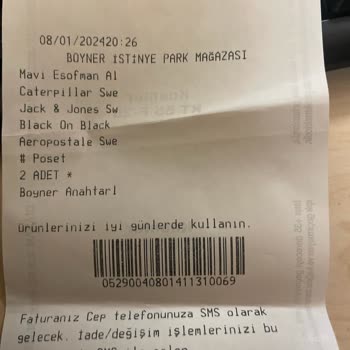 08/01/202420:26
BOYNER İSTİNYE PARK MAĞAZASI
Mavi Esofman Al
Caterpillar Swe
Jack & Jones Sw
Black On Black
Aeropostale Swe
# Poset
2 ADET *
Boyner Anahtarl
Ürünlerinizi iyi günlerde kullanın.
05290040801411310069
Faturanız Cep telefonunuza SMS olarak
gelecek. İade/değişim işlemlerinizi bu